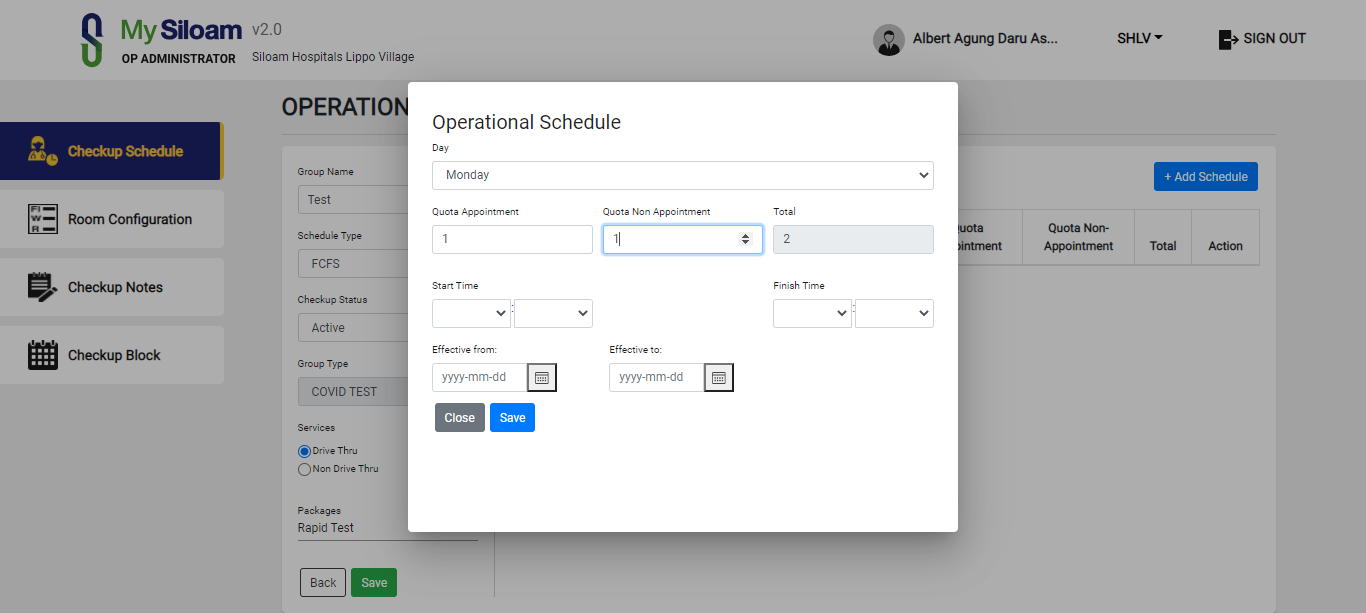 My Siloam v2.0
OP ADMINISTRATOR
Siloam Hospitals Lippo Village
Albert Agung Daru As...
SHLV
SIGN OUT
Checkup Schedule
Room Configuration
Checkup Notes
Checkup Block
OPERATION
Group Name
Test
Schedule Type
FCFS
Checkup Status
Active
Group Type
COVID TEST
Services
Drive Thru
Non Drive Thru
Packages
Rapid Test
Back
Save
Operational Schedule
Day
Monday
Quota Appointment
Quota Non Appointment
Total
1
1
2
Start Time
Finish Time
:
:
Effective from:
Effective to:
yyyy-mm-dd
yyyy-mm-dd
Close
Save
+ Add Schedule
Quota Non-
Appointment
Total
Action